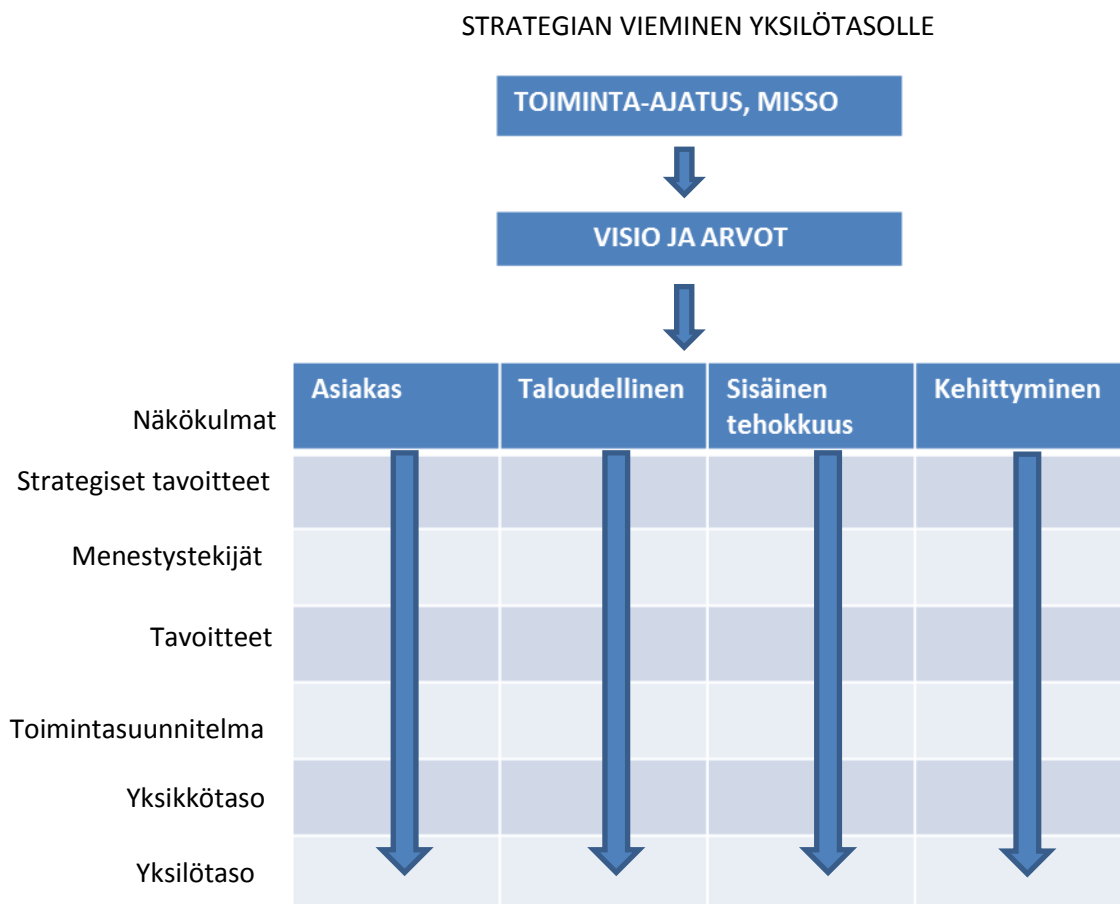 STRATEGIAN VIEMINEN YKSILÖTASOLLE
TOIMINTA-AJATUS, MISSO
VISIO JA ARVOT
Näkökulmat
Asiakas
Taloudellinen
Sisäinen
tehokkuus
Kehittyminen
Strategiset tavoitteet
Menestystekijät
Tavoitteet
Toimintasuunnitelma
Yksikkötaso
Yksilötaso